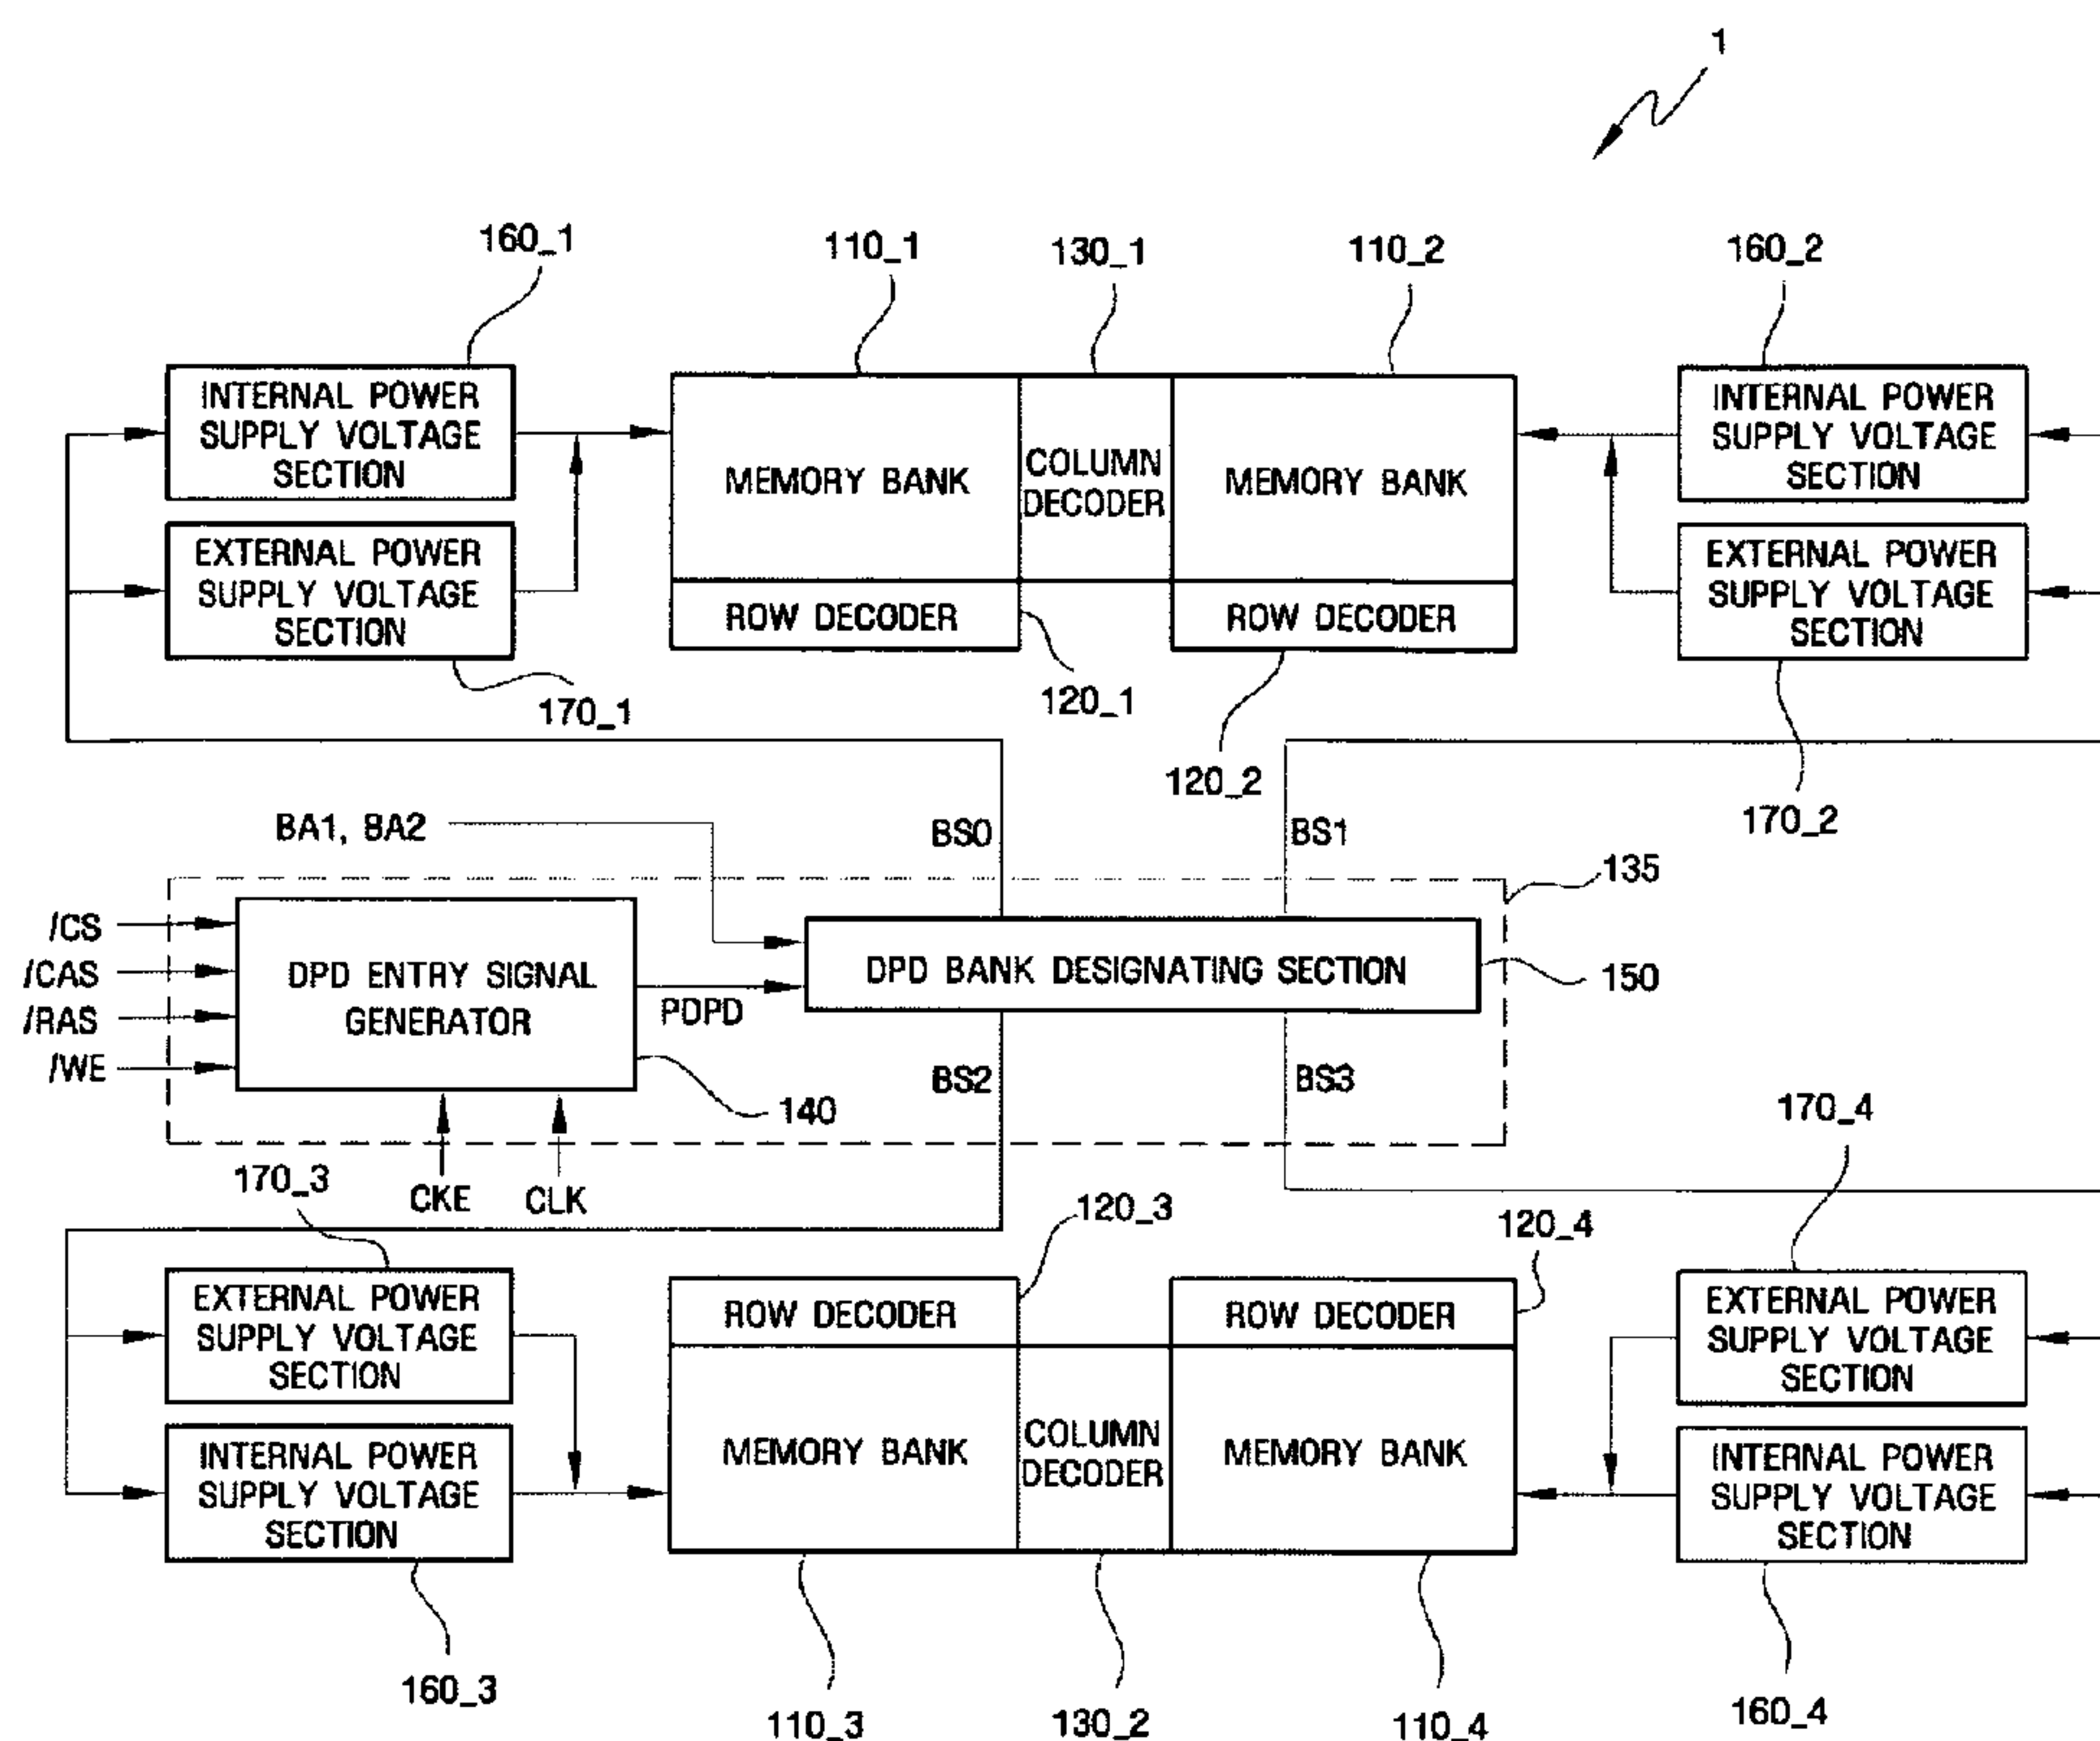 1
160_1
110_1
130_1
110_2
160_2
INTERNAL POWER
SUPPLY VOLTAGE
SECTION
EXTERNAL POWER
SUPPLY VOLTAGE
SECTION
170_1
MEMORY BANK
COLUMN
DECODER
MEMORY BANK
ROW DECODER
ROW DECODER
120_1
120_2
INTERNAL POWER
SUPPLY VOLTAGE
SECTION
EXTERNAL POWER
SUPPLY VOLTAGE
SECTION
170_2
BA1, BA2
BS0
BS1
135
/CS
/CAS
/RAS
/WE
DPD ENTRY SIGNAL
GENERATOR
PDPD
DPD BANK DESIGNATING SECTION
150
140
BS2
BS3
CKE
CLK
170_3
120_3
120_4
170_4
EXTERNAL POWER
SUPPLY VOLTAGE
SECTION
INTERNAL POWER
SUPPLY VOLTAGE
SECTION
ROW DECODER
ROW DECODER
MEMORY BANK
COLUMN
DECODER
MEMORY BANK
EXTERNAL POWER
SUPPLY VOLTAGE
SECTION
INTERNAL POWER
SUPPLY VOLTAGE
SECTION
160_3
110_3
130_2
110_4
160_4